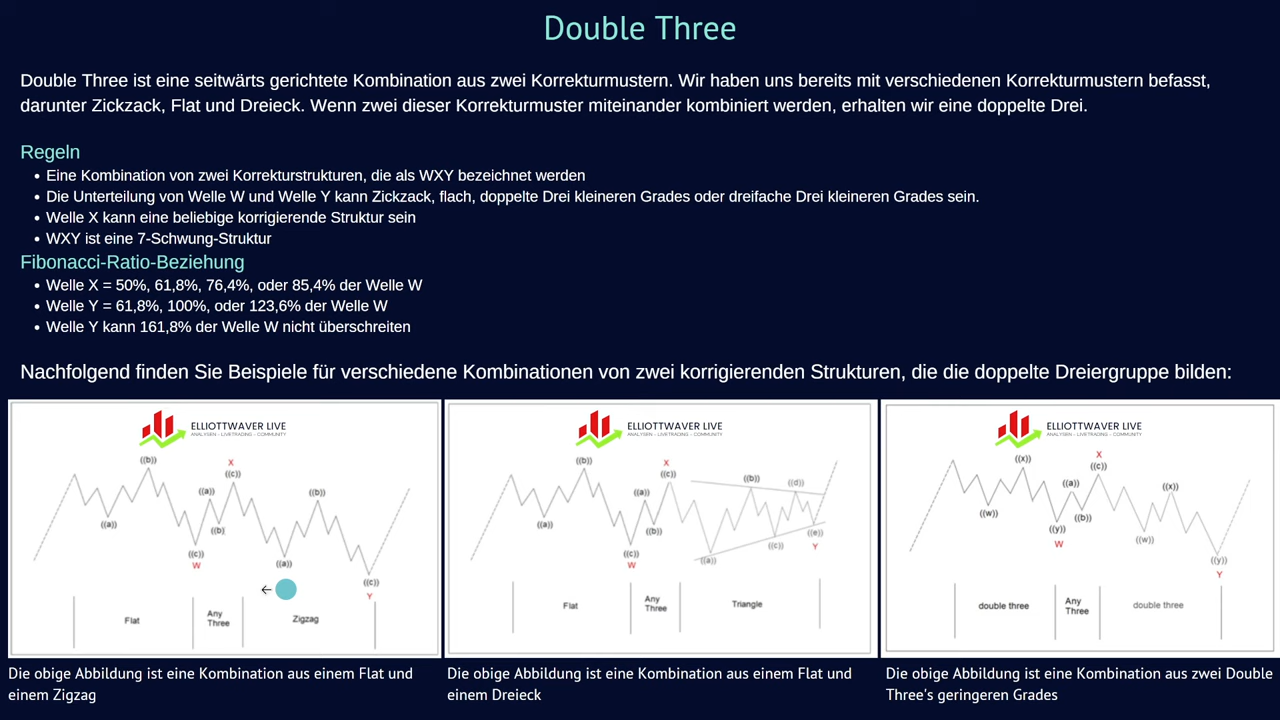 Double Three
Double Three ist eine seitwärts gerichtete Kombination aus zwei Korrekturmustern. Wir haben uns bereits mit verschiedenen Korrekturmustern befasst,
darunter Zickzack, Flat und Dreieck. Wenn zwei dieser Korrekturmuster miteinander kombiniert werden, erhalten wir eine doppelte Drei.
Regeln
• Eine Kombination von zwei Korrekturstrukturen, die als WXY bezeichnet werden
• Die Unterteilung von Welle W und Welle Y kann Zickzack, flach, doppelte Drei kleineren Grades oder dreifache Drei kleineren Grades sein.
• Welle X kann eine beliebige korrigierende Struktur sein
• WXY ist eine 7-Schwung-Struktur
Fibonacci-Ratio-Beziehung
• Welle X = 50%, 61,8%, 76,4%, oder 85,4% der Welle W
• Welle Y = 61,8%, 100%, oder 123,6% der Welle W
• Welle Y kann 161,8% der Welle W nicht überschreiten
Nachfolgend finden Sie Beispiele für verschiedene Kombinationen von zwei korrigierenden Strukturen, die die doppelte Dreiergruppe bilden:
ELLIOTTWAVER LIVE
ANALYSEN - LIVETRADING - COMMUNITY
((b))
X
((c))
((a))
((b))
((a))
((b))
((c))
W
((a))
((c))
Y
Flat
Any
Three
Zigzag
Die obige Abbildung ist eine Kombination aus einem Flat und
einem Zigzag
ELLIOTTWAVER LIVE
ANALYSEN - LIVETRADING - COMMUNITY
((b))
X
((c))
((b))
((d))
((a))
((a))
((b))
((e))
((c))
Y
((c))
W
((a))
Flat
Any
Three
Triangle
Die obige Abbildung ist eine Kombination aus einem Flat und
einem Dreieck
ELLIOTTWAVER LIVE
ANALYSEN - LIVETRADING - COMMUNITY
((x))
X
((c))
((a))
((x))
((w))
((b))
((y))
W
((w))
((y))
Y
double three
Any
Three
double three
Die obige Abbildung ist eine Kombination aus zwei Double
Three's geringeren Grades